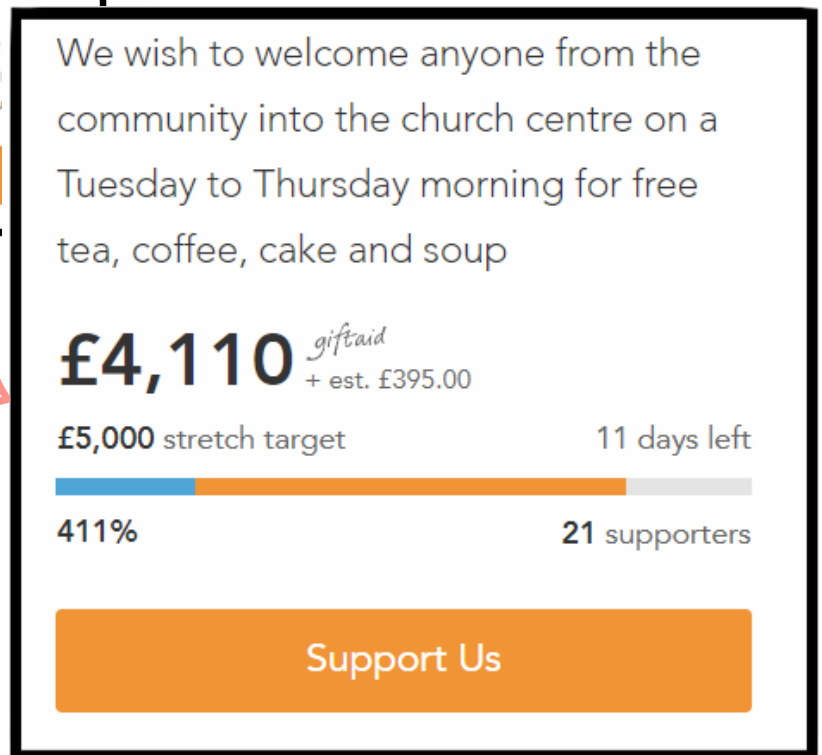 We wish to welcome anyone from the
community into the church centre on a
Tuesday to Thursday morning for free
tea, coffee, cake and soup
£4,110 giftaid
+ est. £395.00
£5,000 stretch target 11 days left
411% 21 supporters
Support Us